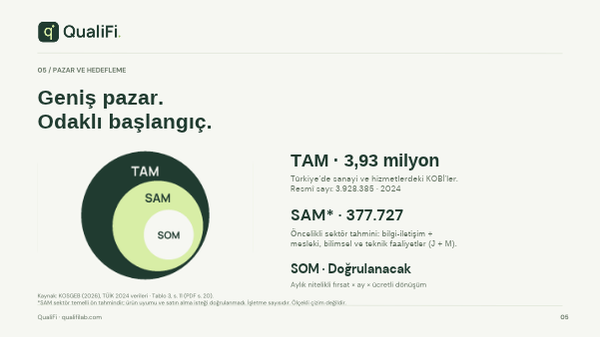 QualiFi.
05 / PAZAR VE HEDEFLEME
Geniş pazar.
Odaklı başlangıç.
TAM
SAM
SOM
TAM · 3,93 milyon
Türkiye'de sanayi ve hizmetlerdeki KOBİ'ler.
Resmi sayı: 3.928.385 · 2024
SAM* · 377.727
Öncelikli sektör tahmini: bilgi-iletişim +
mesleki, bilimsel ve teknik faaliyetler (J + M).
SOM · Doğrulanacak
Aylık nitelikli fırsat × ay × ücretli dönüşüm
Kaynak: KOSGEB (2026), TÜİK 2024 verileri · Tablo 3, s. 11 (PDF s. 20).
*SAM sektör temelli ön tahmindir; ürün uyumu ve satın alma isteği doğrulanmadı. İşletme sayısıdır. Ölçekli çizim değildir.
QualiFi · qualifilab.com
05